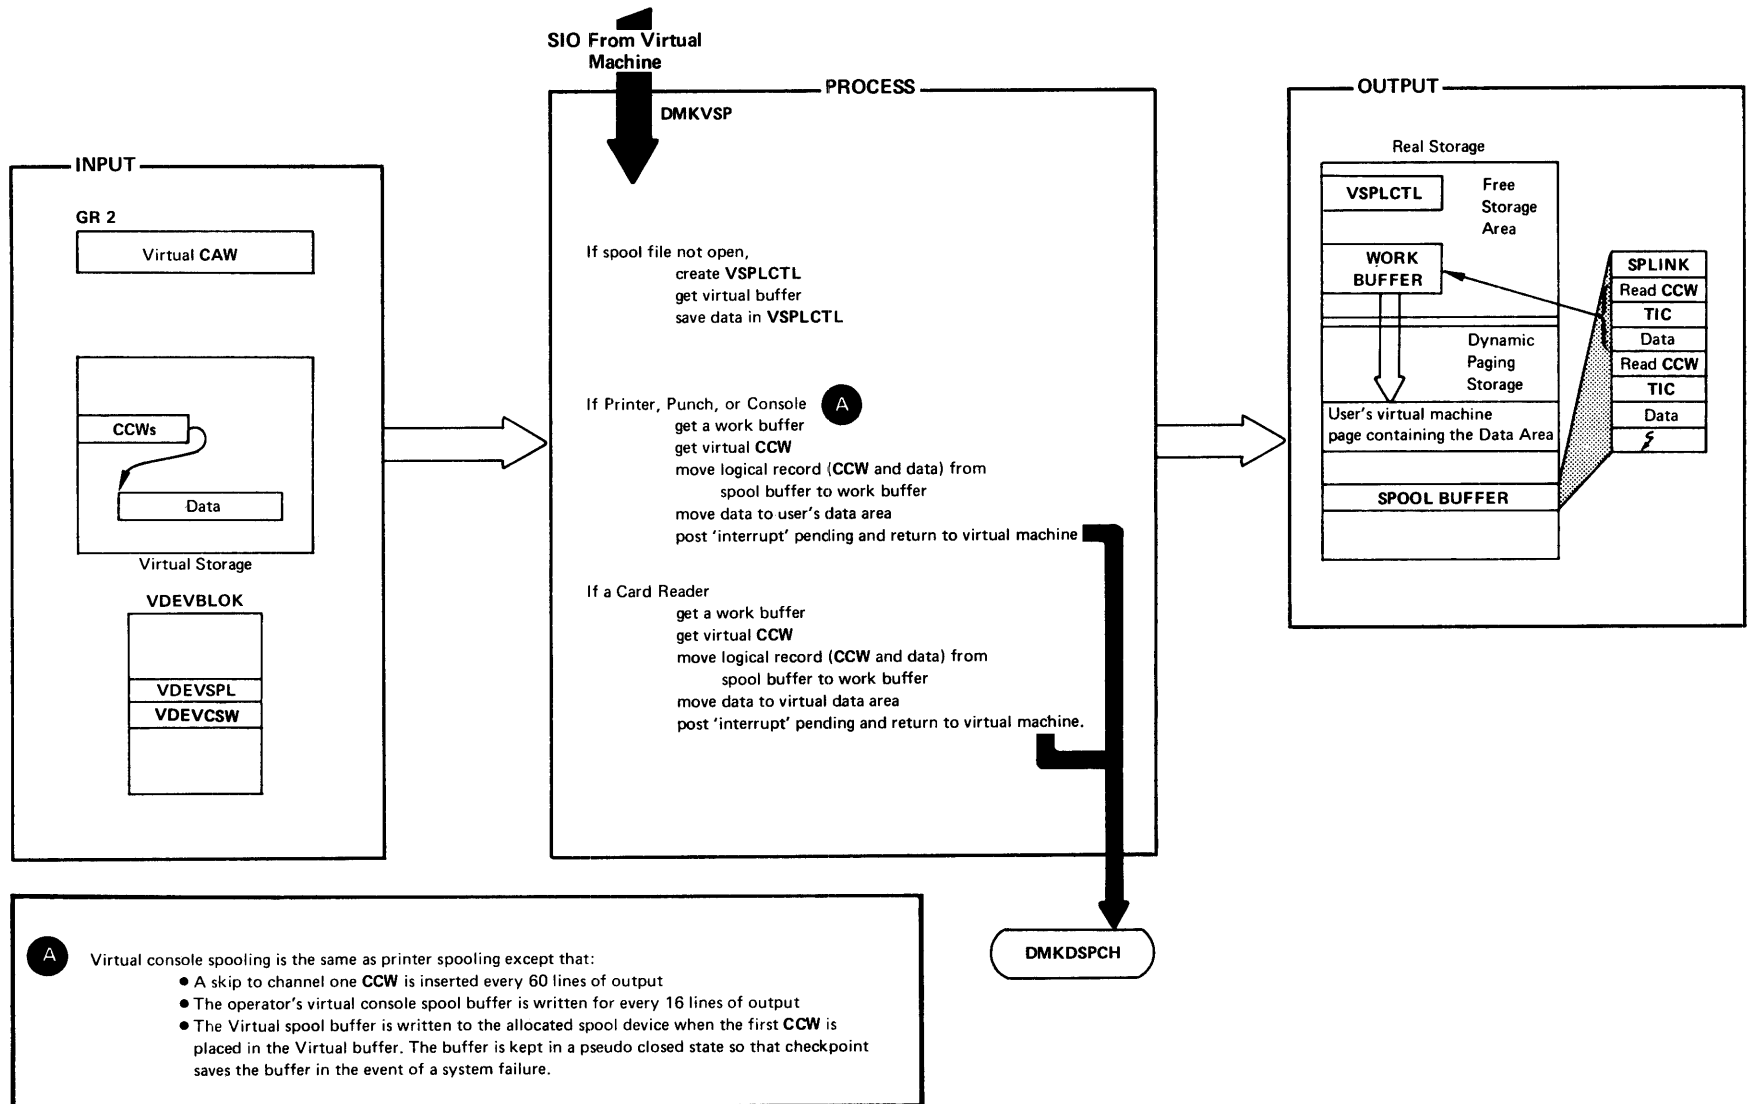 SIO From Virtual
Machine
PROCESS
DMKVSP
OUTPUT
INPUT
GR 2
Virtual CAW
CCWs
Data
Virtual Storage
VDEVBLOK
VDEVSPL
VDEVCSW
If spool file not open,
create VSPLCTL
get virtual buffer
save data in VSPLCTL
If Printer, Punch, or Console A
get a work buffer
get virtual CCW
move logical record (CCW and data) from
spool buffer to work buffer
move data to user's data area
post 'interrupt' pending and return to virtual machine
If a Card Reader
get a work buffer
get virtual CCW
move logical record (CCW and data) from
spool buffer to work buffer
move data to virtual data area
post 'interrupt' pending and return to virtual machine.
DMKDSPCH
Real Storage
VSPLCTL
Free
Storage
Area
WORK
BUFFER
Dynamic
Paging
Storage
User's virtual machine
page containing the Data Area
SPOOL BUFFER
SPLINK
Read CCW
TIC
Data
Read CCW
TIC
Data
A Virtual console spooling is the same as printer spooling except that:
● A skip to channel one CCW is inserted every 60 lines of output
● The operator's virtual console spool buffer is written for every 16 lines of output
● The Virtual spool buffer is written to the allocated spool device when the first CCW is
placed in the Virtual buffer. The buffer is kept in a pseudo closed state so that checkpoint
saves the buffer in the event of a system failure.